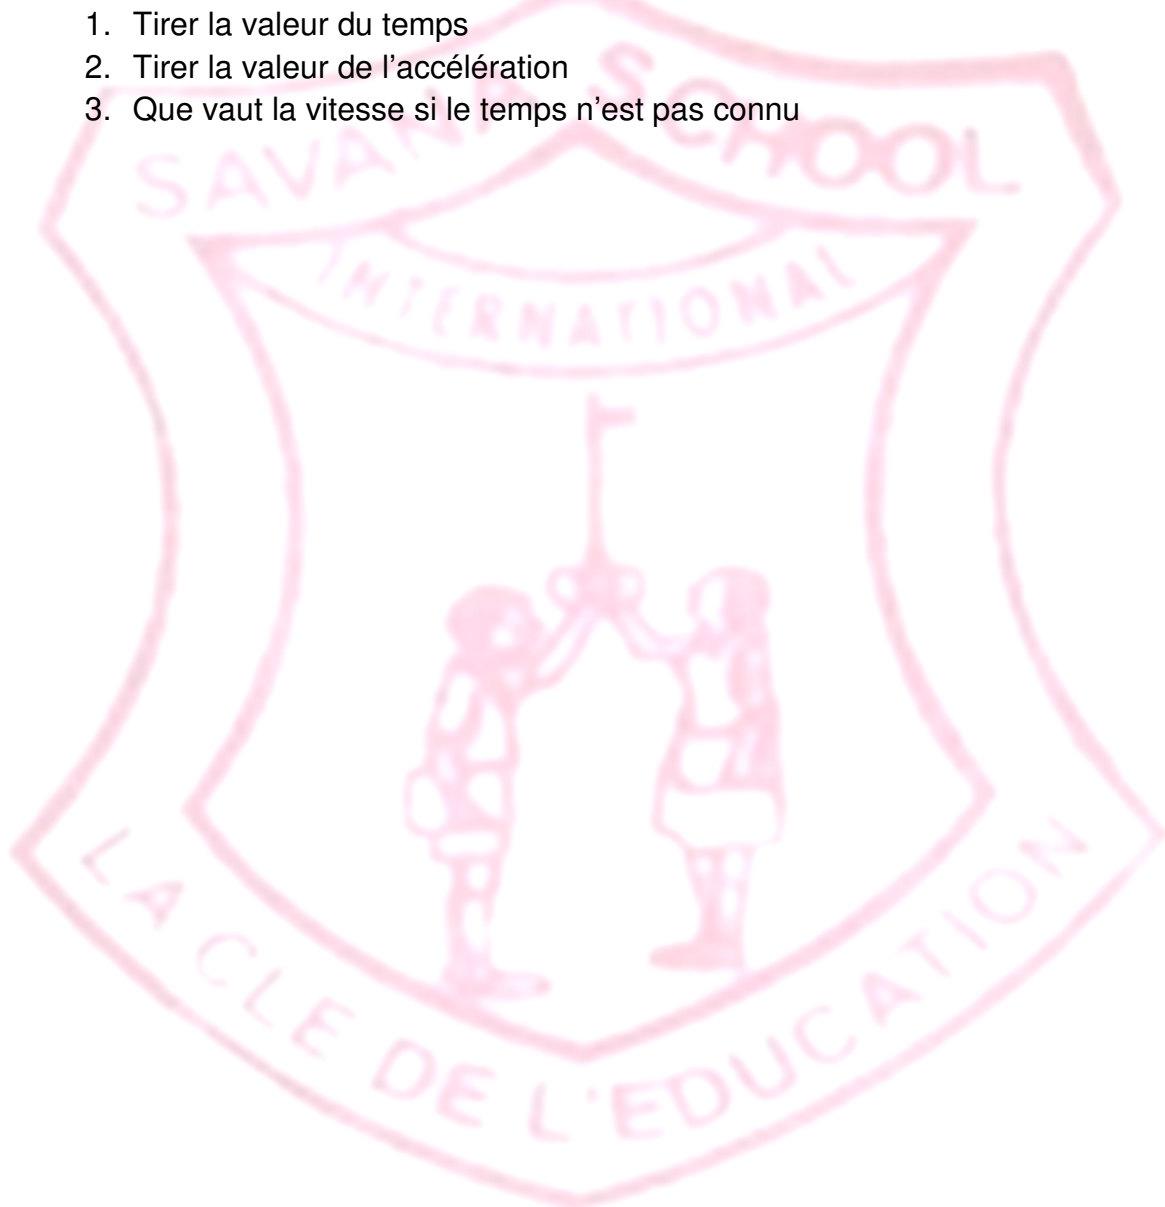 1. Tirer la valeur du temps
2. Tirer la valeur de l’accélération
3. Que vaut la vitesse si le temps n’est pas connu
SAVANA SCHOOL
INTERNATIONAL
LA CLE DE L'EDUCATION